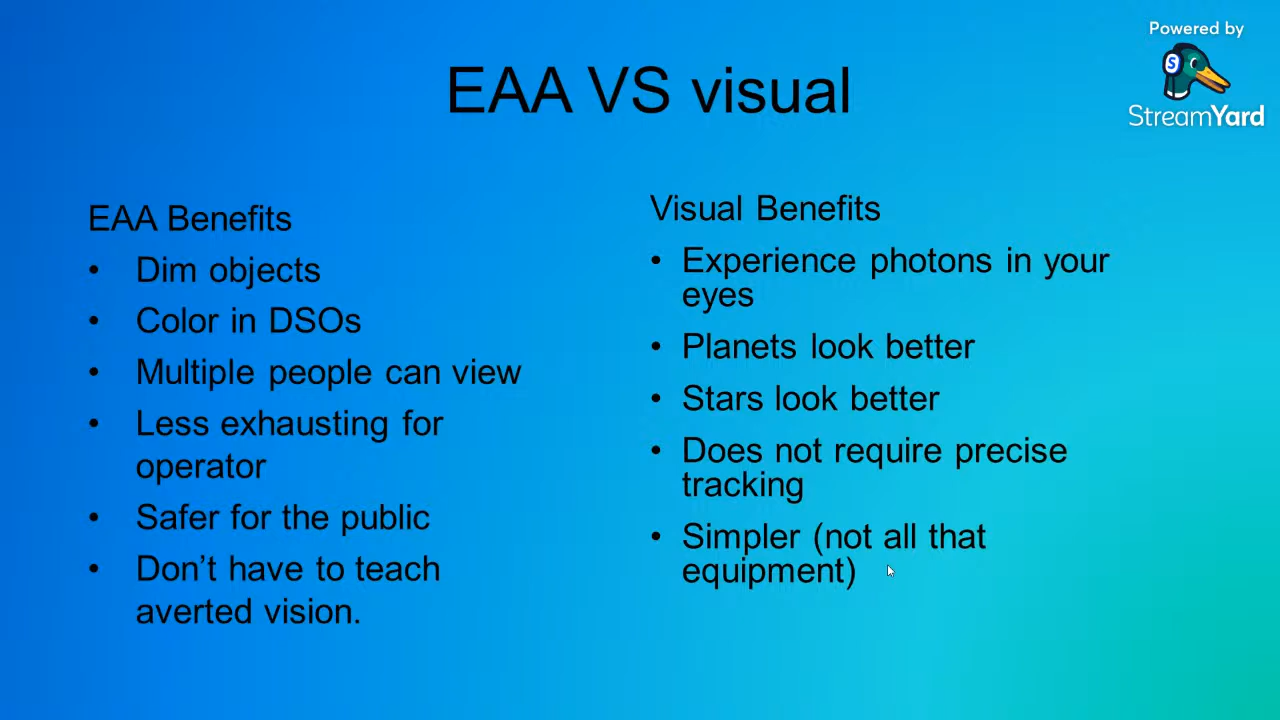 Powered by
StreamYard
EAA VS visual
EAA Benefits
• Dim objects
• Color in DSOs
• Multiple people can view
• Less exhausting for
operator
• Safer for the public
• Don’t have to teach
averted vision.
Visual Benefits
• Experience photons in your
eyes
• Planets look better
• Stars look better
• Does not require precise
tracking
• Simpler (not all that
equipment)